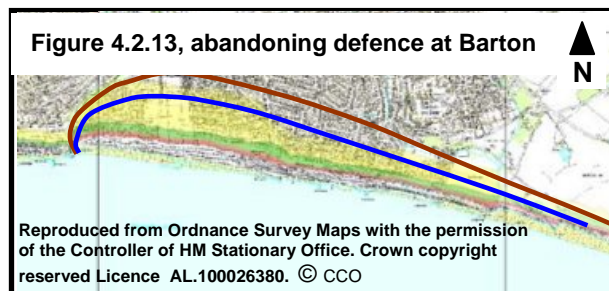 Figure 4.2.13, abandoning defence at Barton
N
Reproduced from Ordnance Survey Maps with the permission
of the Controller of HM Stationary Office. Crown copyright
reserved Licence AL.100026380. © CCO